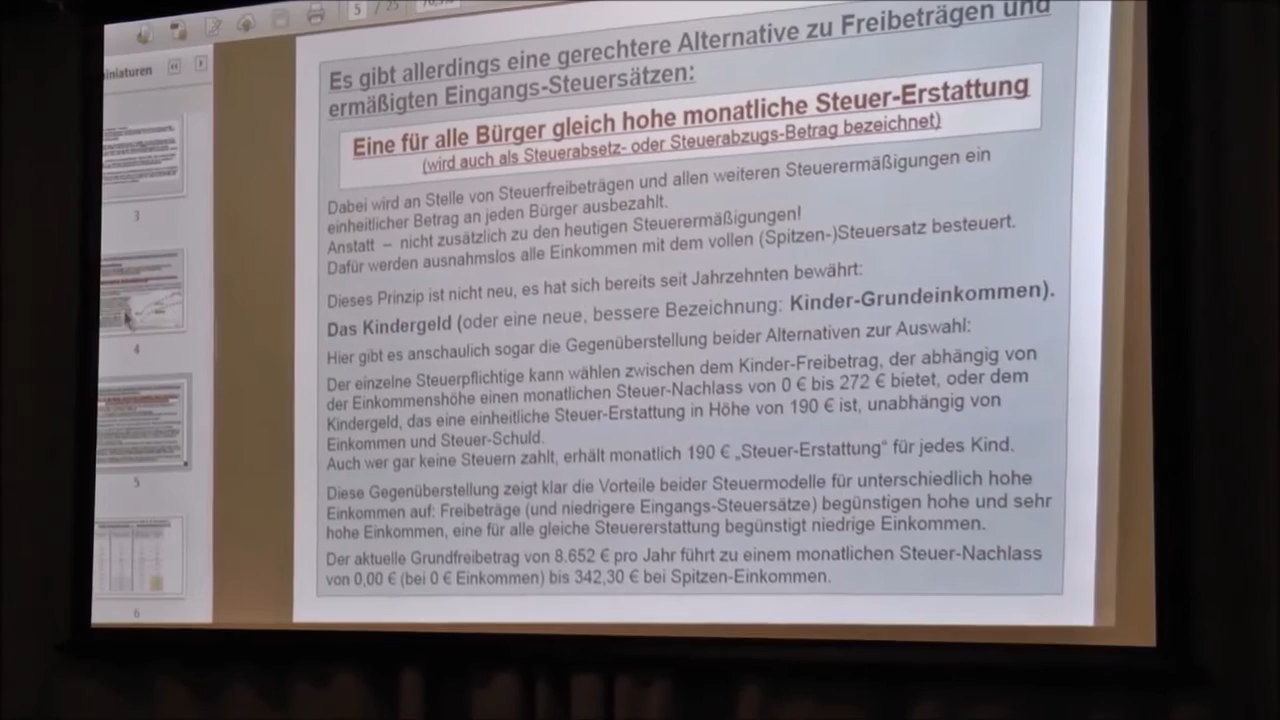 5 / 25
iniaturen
3
4
5
6
Es gibt allerdings eine gerechtere Alternative zu Freibeträgen und
ermäßigten Eingangs-Steuersätzen:
Eine für alle Bürger gleich hohe monatliche Steuer-Erstattung
(wird auch als Steuerabsetz- oder Steuerabzugs-Betrag bezeichnet)
Dabei wird an Stelle von Steuerfreibeträgen und allen weiteren Steuerermäßigungen ein
einheitlicher Betrag an jeden Bürger ausbezahlt.
Anstatt – nicht zusätzlich zu den heutigen Steuerermäßigungen!
Dafür werden ausnahmslos alle Einkommen mit dem vollen (Spitzen-)Steuersatz besteuert.
Dieses Prinzip ist nicht neu, es hat sich bereits seit Jahrzehnten bewährt:
Das Kindergeld (oder eine neue, bessere Bezeichnung: Kinder-Grundeinkommen).
Hier gibt es anschaulich sogar die Gegenüberstellung beider Alternativen zur Auswahl:
Der einzelne Steuerpflichtige kann wählen zwischen dem Kinder-Freibetrag, der abhängig von
der Einkommenshöhe einen monatlichen Steuer-Nachlass von 0 € bis 272 € bietet, oder dem
Kindergeld, das eine einheitliche Steuer-Erstattung in Höhe von 190 € ist, unabhängig von
Einkommen und Steuer-Schuld.
Auch wer gar keine Steuern zahlt, erhält monatlich 190 € „Steuer-Erstattung“ für jedes Kind.
Diese Gegenüberstellung zeigt klar die Vorteile beider Steuermodelle für unterschiedlich hohe
Einkommen auf: Freibeträge (und niedrigere Eingangs-Steuersätze) begünstigen hohe und sehr
hohe Einkommen, eine für alle gleiche Steuererstattung begünstigt niedrige Einkommen.
Der aktuelle Grundfreibetrag von 8.652 € pro Jahr führt zu einem monatlichen Steuer-Nachlass
von 0,00 € (bei 0 € Einkommen) bis 342,30 € bei Spitzen-Einkommen.